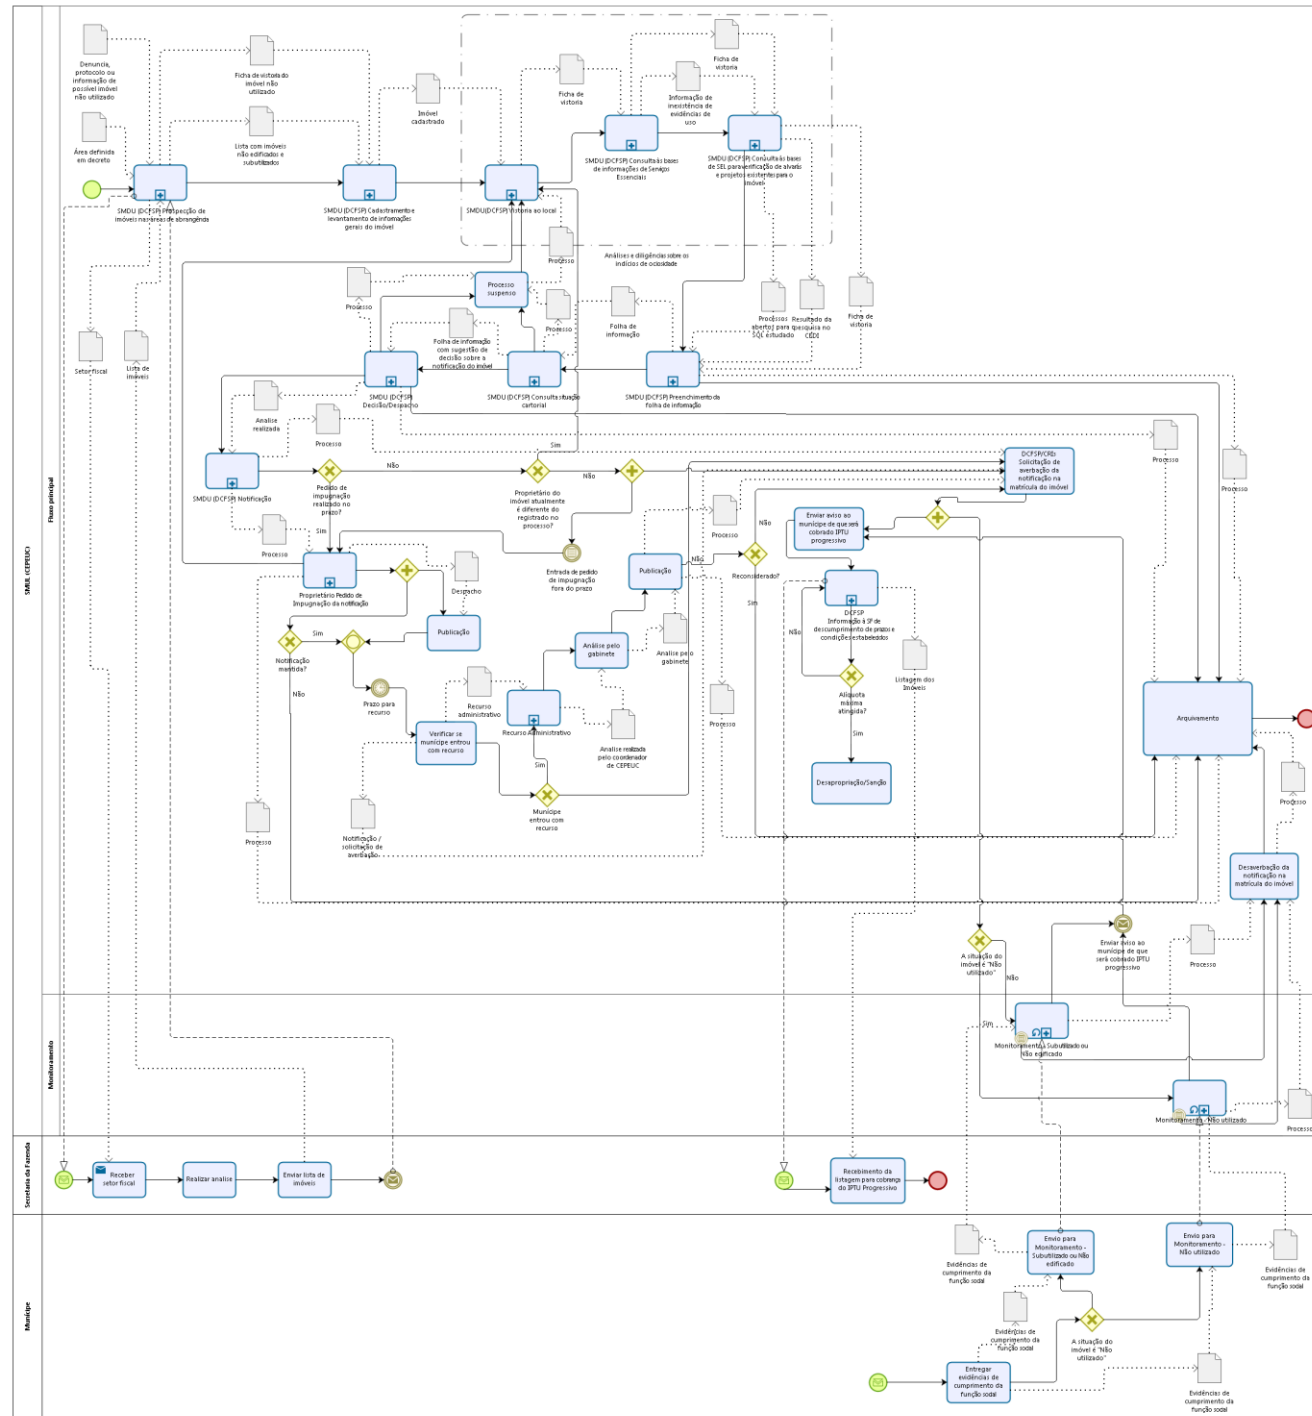 SMUL (CEPEUC)
Fluxo principal
Monitoramento
Secretaria da Fazenda
Munícipe
Denuncia,
protocolo ou
informação de
possível imóvel
não utilizado
Área definida
em decreto
Ficha de vistoriado
imóvel não
utilizado
Lista com imóveis
não edificados e
subutilizados
Imóvel
cadastrado
Ficha de
vistoria
Ficha de
vistoria
Informação de
inexistência de
evidências de
uso
SMDU (DCFSP) Prospecção de
imóveis nas áreas de abrangência
SMDU (DCFSP) Cadastramento e
levantamento de informações
gerais do imóvel
SMDU(DCFSP) Vistoria ao local
SMDU (DCFSP) Consulta às bases
de informações de Serviços
Essenciais
SMDU (DCFSP) Consulta às bases
de SEL para verificação de alvarás
e projetos existentes para o
imóvel
Análises e diligências sobre os
indícios de ociosidade
Processo
Processo
suspenso
Processo
Processo
Folha de informação
com sugestão de
decisão sobre a
notificação do imóvel
Folha de
informação
Processos
abertos para
SQL estudado
Resultado da
pesquisa no
CEDI
Ficha de
vistoria
Setor fiscal
Lista de
imóveis
SMDU (DCFSP)
Decisão/Despacho
SMDU (DCFSP) Consulta situação
cartorial
SMDU (DCFSP) Preenchimento da
folha de informação
Analise
realizada
Processo
SMDU (DCFSP) Notificação
Não
Pedido de
impugnação
realizado no
prazo?
Sim
Sim
Não
Proprietário do
imóvel atualmente
é diferente do
registrado no
processo?
DCFSP/CRI:
Solicitação de
averbação da
notificação na
matrícula do imóvel
Processo
Processo
Processo
Processo
Entrada de pedido
de impugnação
fora do prazo
Não
Enviar aviso ao
munícipe de que será
cobrado IPTU
progressivo
Proprietário Pedido de
Impugnação da notificação
Despacho
Publicação
Não
Reconsiderado?
Sim
Publicação
Notificação
mantida?
Sim
Não
Análise pelo
gabinete
Analise pelo
gabinete
DCFSP
Informação à SF de
descumprimento de prazos e
condições estabelecidos
Não
Listagem dos
Imóveis
Alíquota
máxima
atingida?
Sim
Prazo para
recurso
Recurso
administrativo
Verificar se
munícipe entrou
com recurso
Recurso Administrativo
Analise realizada
pelo coordenador
de CEPEUC
Processo
Sim
Munícipe
entrou com
recurso
Desapropriação/Sanção
Arquivamento
Processo
Processo
Notificação /
solicitação de
averbação
Desaverbação da
notificação na
matrícula do imóvel
A situação do
imóvel é "Não
utilizado"
Não
Sim
Enviar aviso ao
munícipe de que
será cobrado IPTU
progressivo
Processo
Monitoramento Subutilizado ou
Não edificado
Monitoramento - Não utilizado
Processo
Receber
setor fiscal
Realizar analise
Enviar lista de
imóveis
Recebimento da
listagem para cobrança
do IPTU Progressivo
Evidências de
cumprimento da
função social
Envio para
Monitoramento -
Subutilizado ou Não
edificado
Envio para
Monitoramento -
Não utilizado
Evidências de
cumprimento da
função social
Evidências de
cumprimento da
função social
A situação do
imóvel é "Não
utilizado"
Entregar
evidências de
cumprimento da
função social
Evidências de
cumprimento da
função social